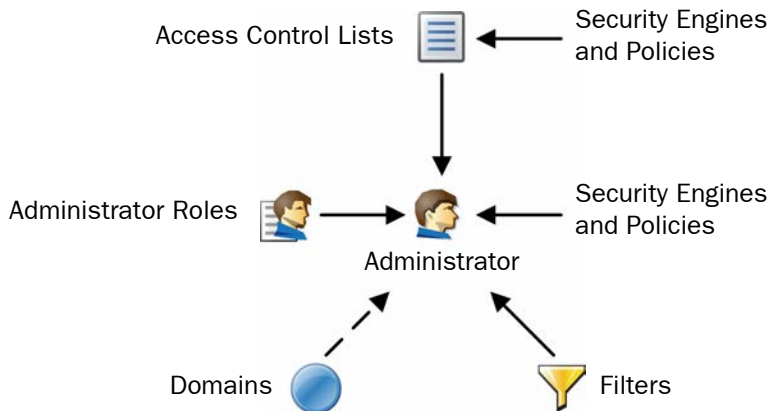 Access Control Lists
Security Engines
and Policies
Administrator Roles
Security Engines
and Policies
Administrator
Domains
Filters